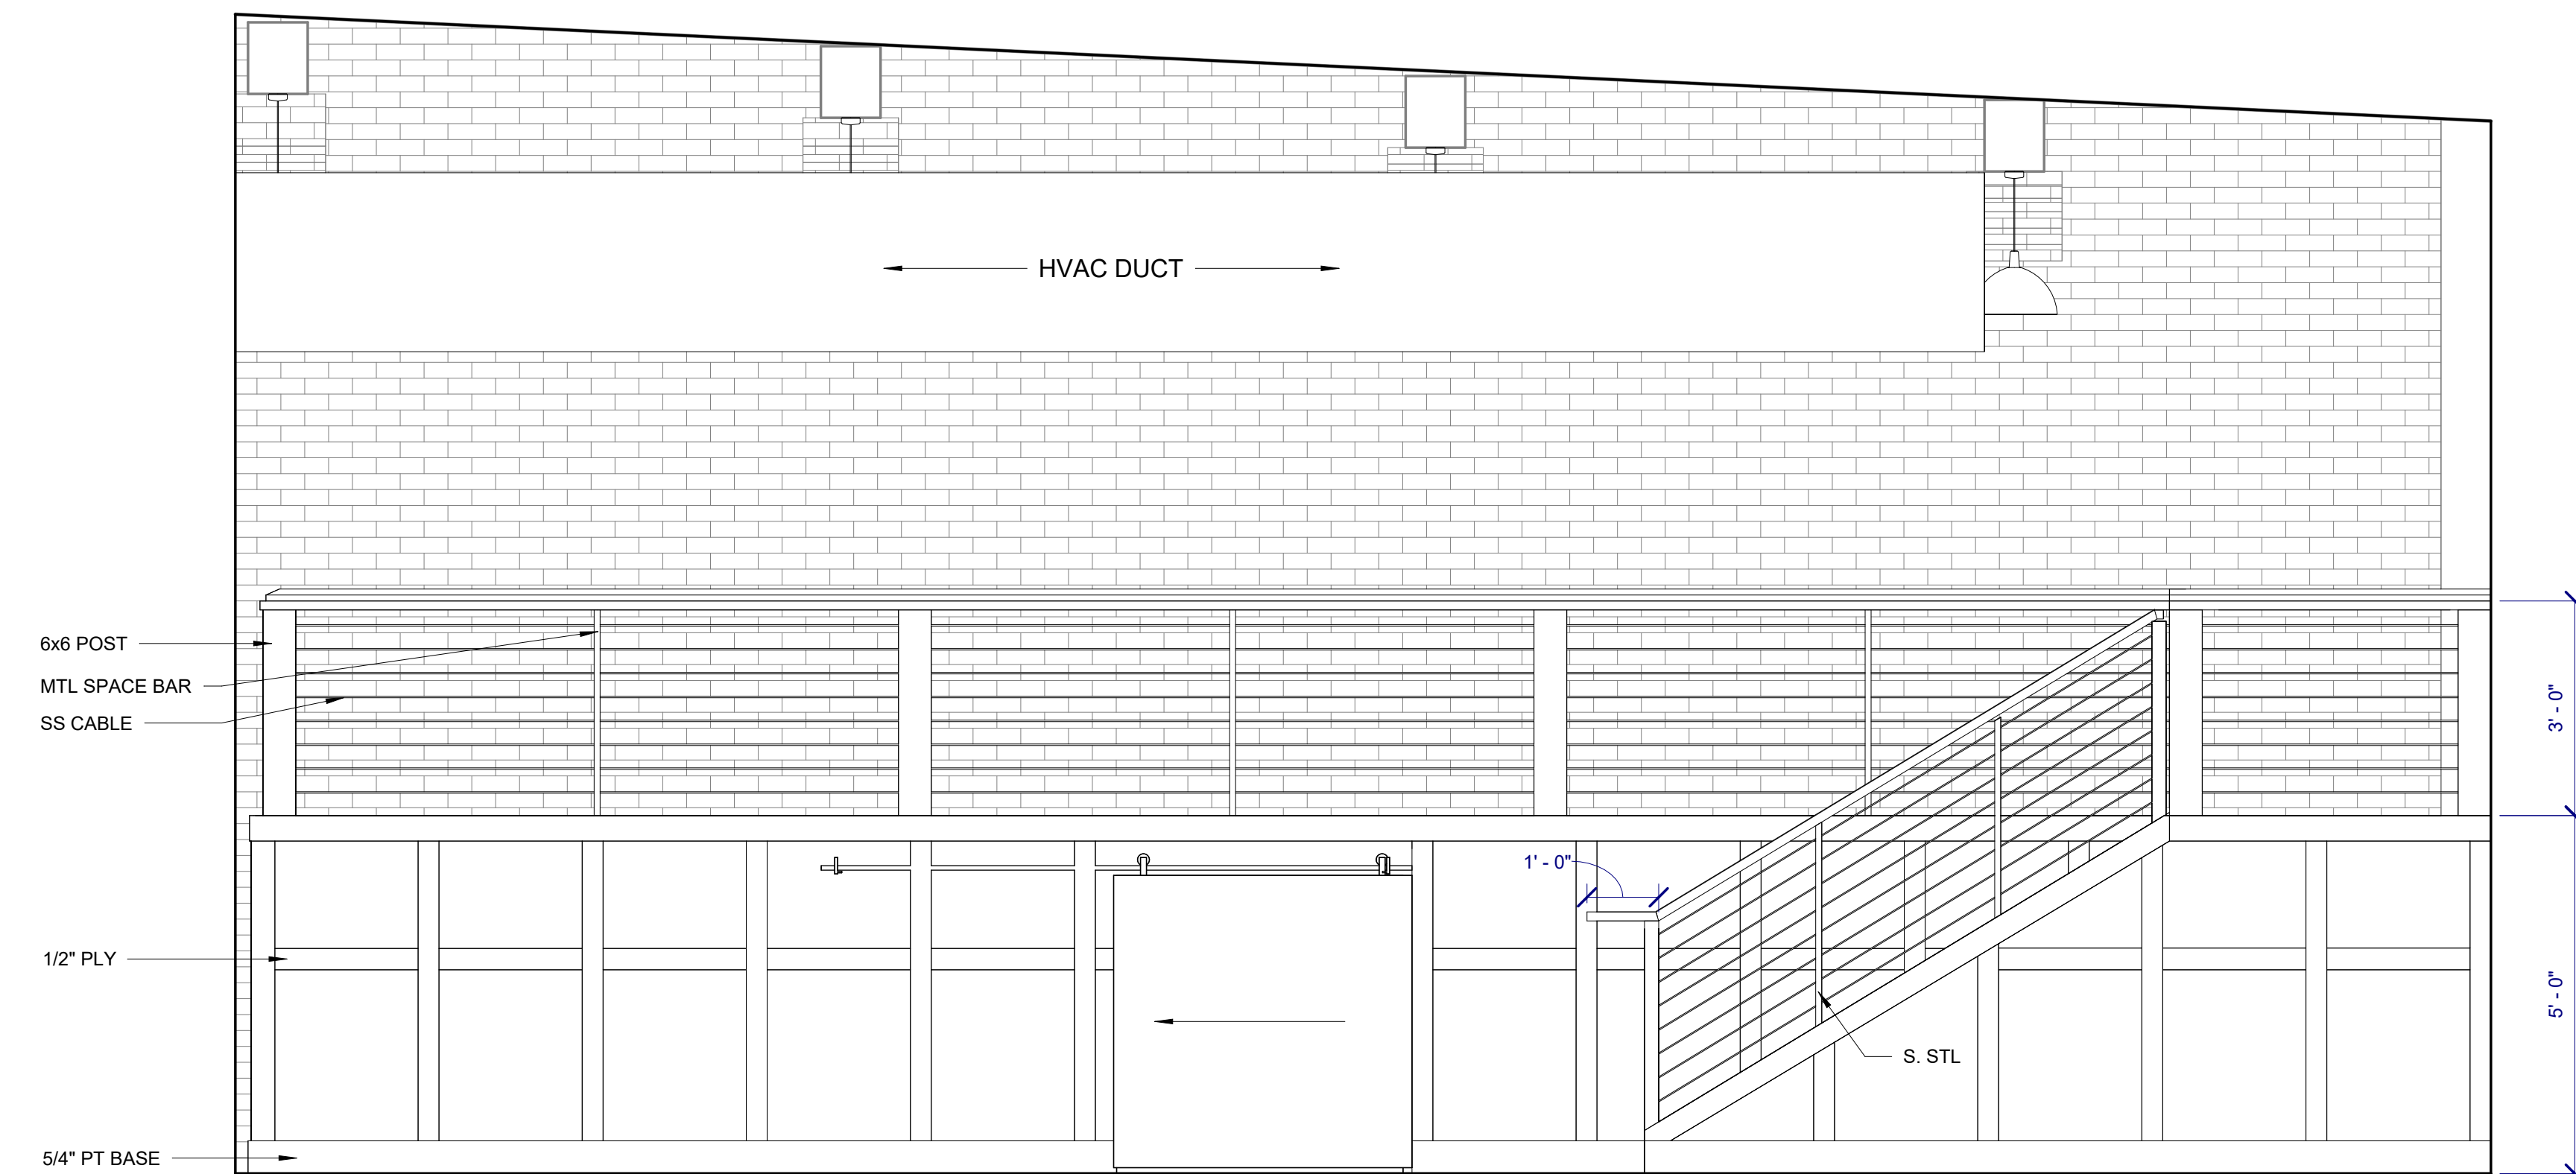 HVAC DUCT
6x6 POST
MTL SPACE BAR
SS CABLE
3' - 0"
1' - 0"
1/2" PLY
5' - 0"
S. STL
5/4" PT BASE